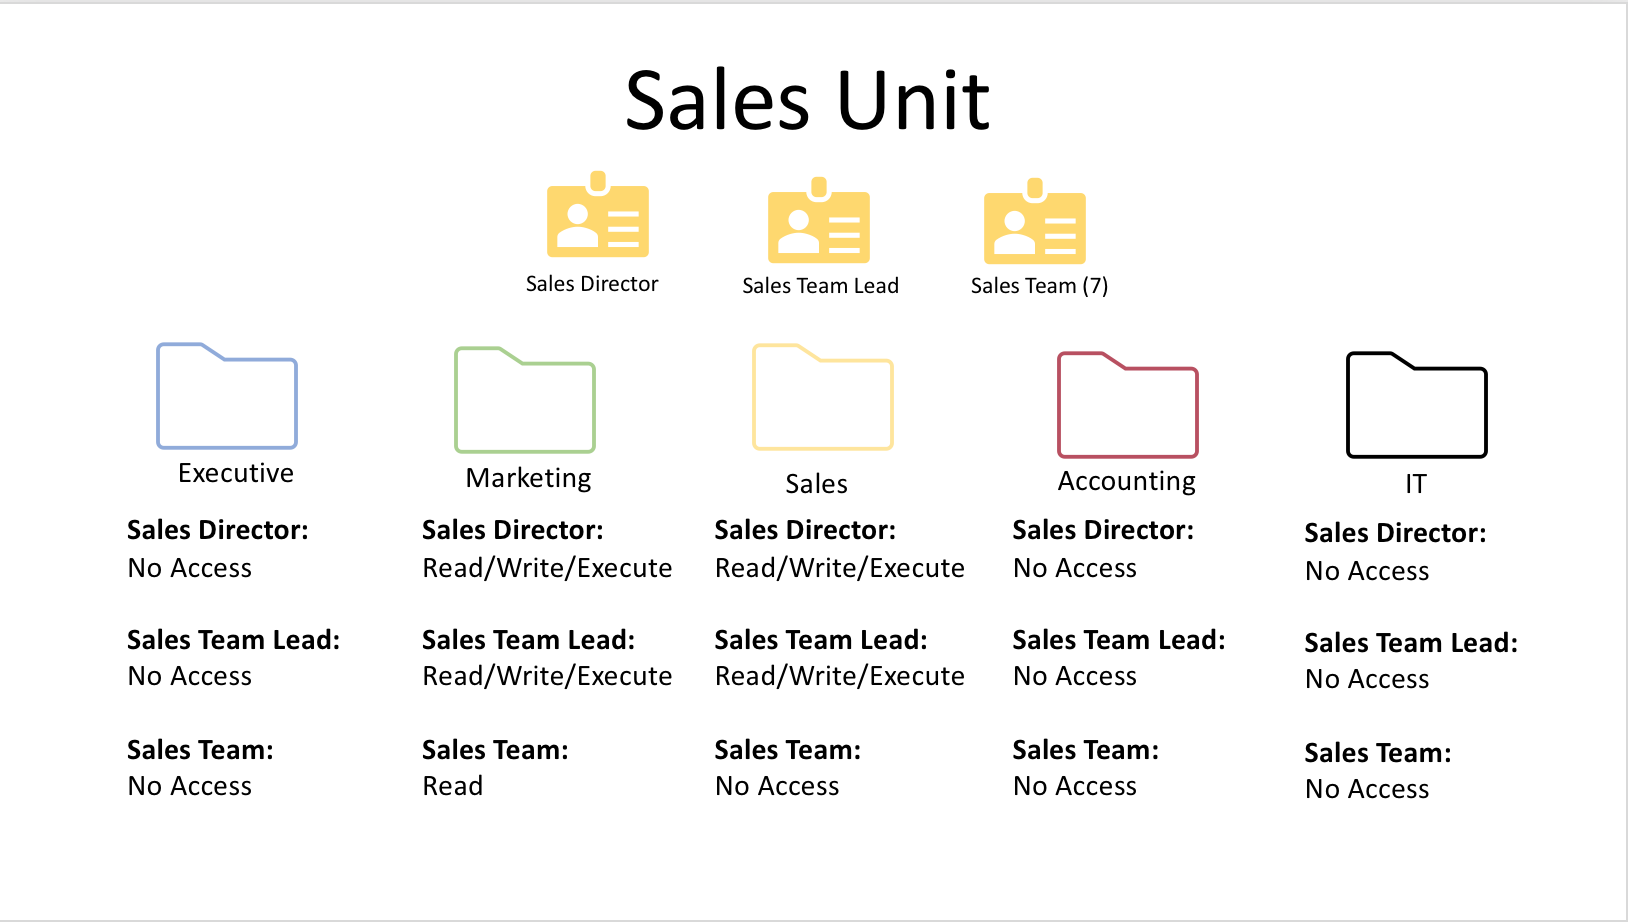 Sales Unit
Sales Director
Sales Team Lead
Sales Team (7)
Executive
Sales Director:
No Access
Sales Team Lead:
No Access
Sales Team:
No Access
Marketing
Sales Director:
Read/Write/Execute
Sales Team Lead:
Read/Write/Execute
Sales Team:
Read
Sales
Sales Director:
Read/Write/Execute
Sales Team Lead:
Read/Write/Execute
Sales Team:
No Access
Accounting
Sales Director:
No Access
Sales Team Lead:
No Access
Sales Team:
No Access
IT
Sales Director:
No Access
Sales Team Lead:
No Access
Sales Team:
No Access